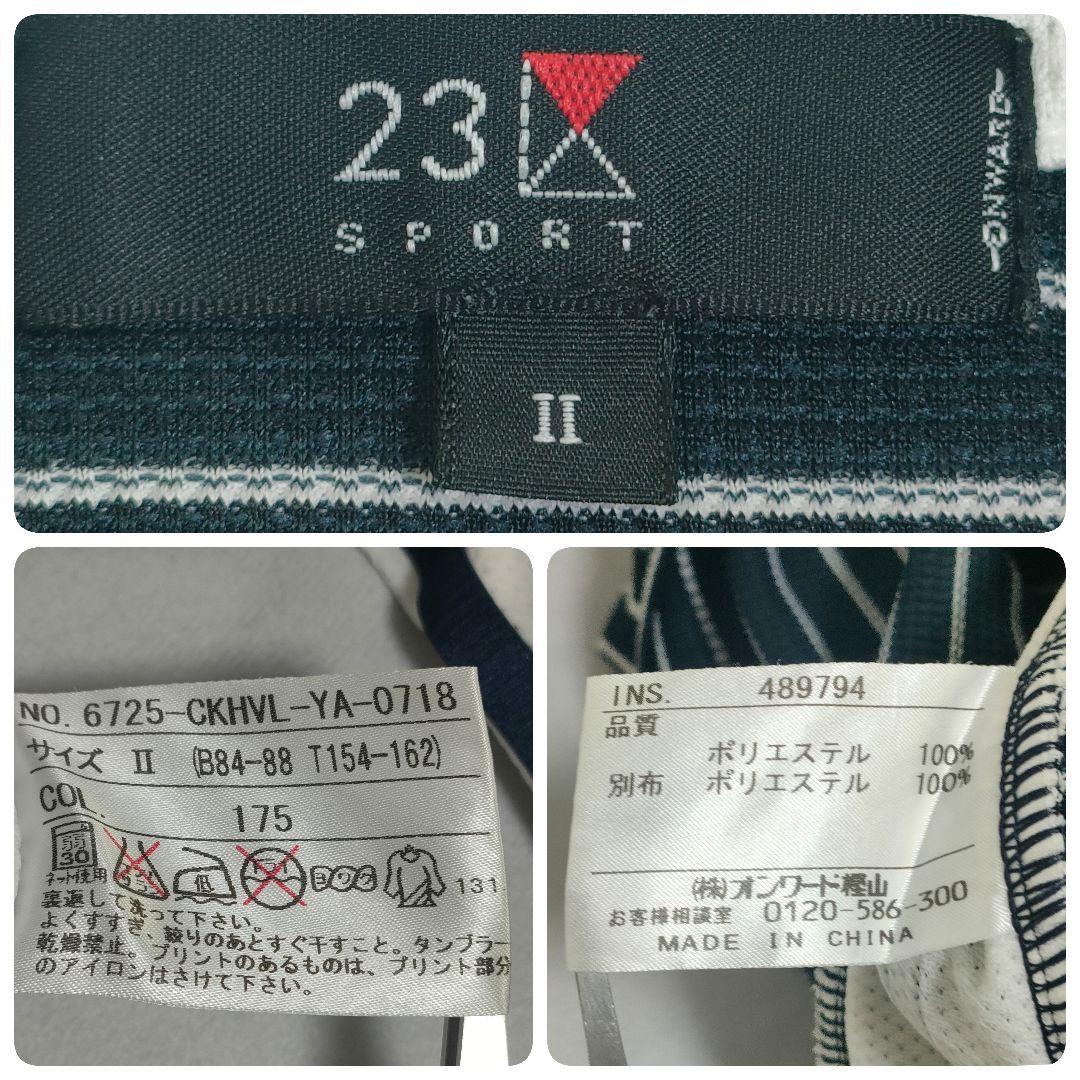 23
SPORT
ONWARD
II
NO. 6725-CKHVL-YA-0718
サイズ II (B84-88 T154-162)
COL.
175
弱
30
ネット使用
低
ヨワク
131
裏返して洗って下さい。
よくすすぎ、絞りのあとすぐ干すこと。タンブラー
乾燥禁止。プリントのあるものは、プリント部分
のアイロンはさけて下さい。
INS. 489794
品質
ポリエステル 100%
別布 ポリエステル 100%
(株)オンワード樫山
お客様相談室 0120-586-300
MADE IN CHINA